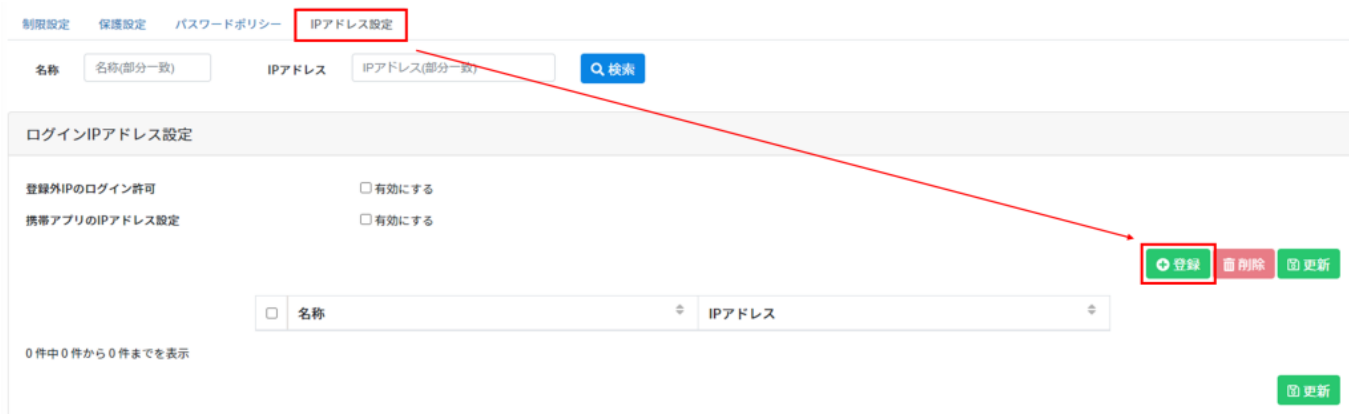 制限設定 保護設定 パスワードポリシー IPアドレス設定
名称 名称(部分一致) IPアドレス IPアドレス(部分一致) 検索
ログインIPアドレス設定
登録外IPのログイン許可 有効にする
携帯アプリのIPアドレス設定 有効にする
登録 削除 更新
名称 IPアドレス
0 件中 0 件から 0 件までを表示
更新